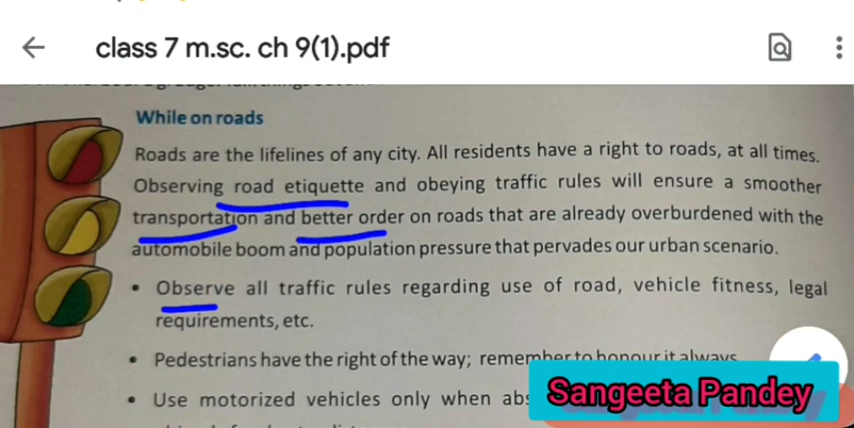 class 7 m.sc. ch 9(1).pdf
While on roads
Roads are the lifelines of any city. All residents have a right to roads, at all times.
Observing road etiquette and obeying traffic rules will ensure a smoother
transportation and better order on roads that are already overburdened with the
automobile boom and population pressure that pervades our urban scenario.
• Observe all traffic rules regarding use of road, vehicle fitness, legal
requirements, etc.
• Pedestrians have the right of the way; remember to honour it always
• Use motorized vehicles only when
Sangeeta Pandey